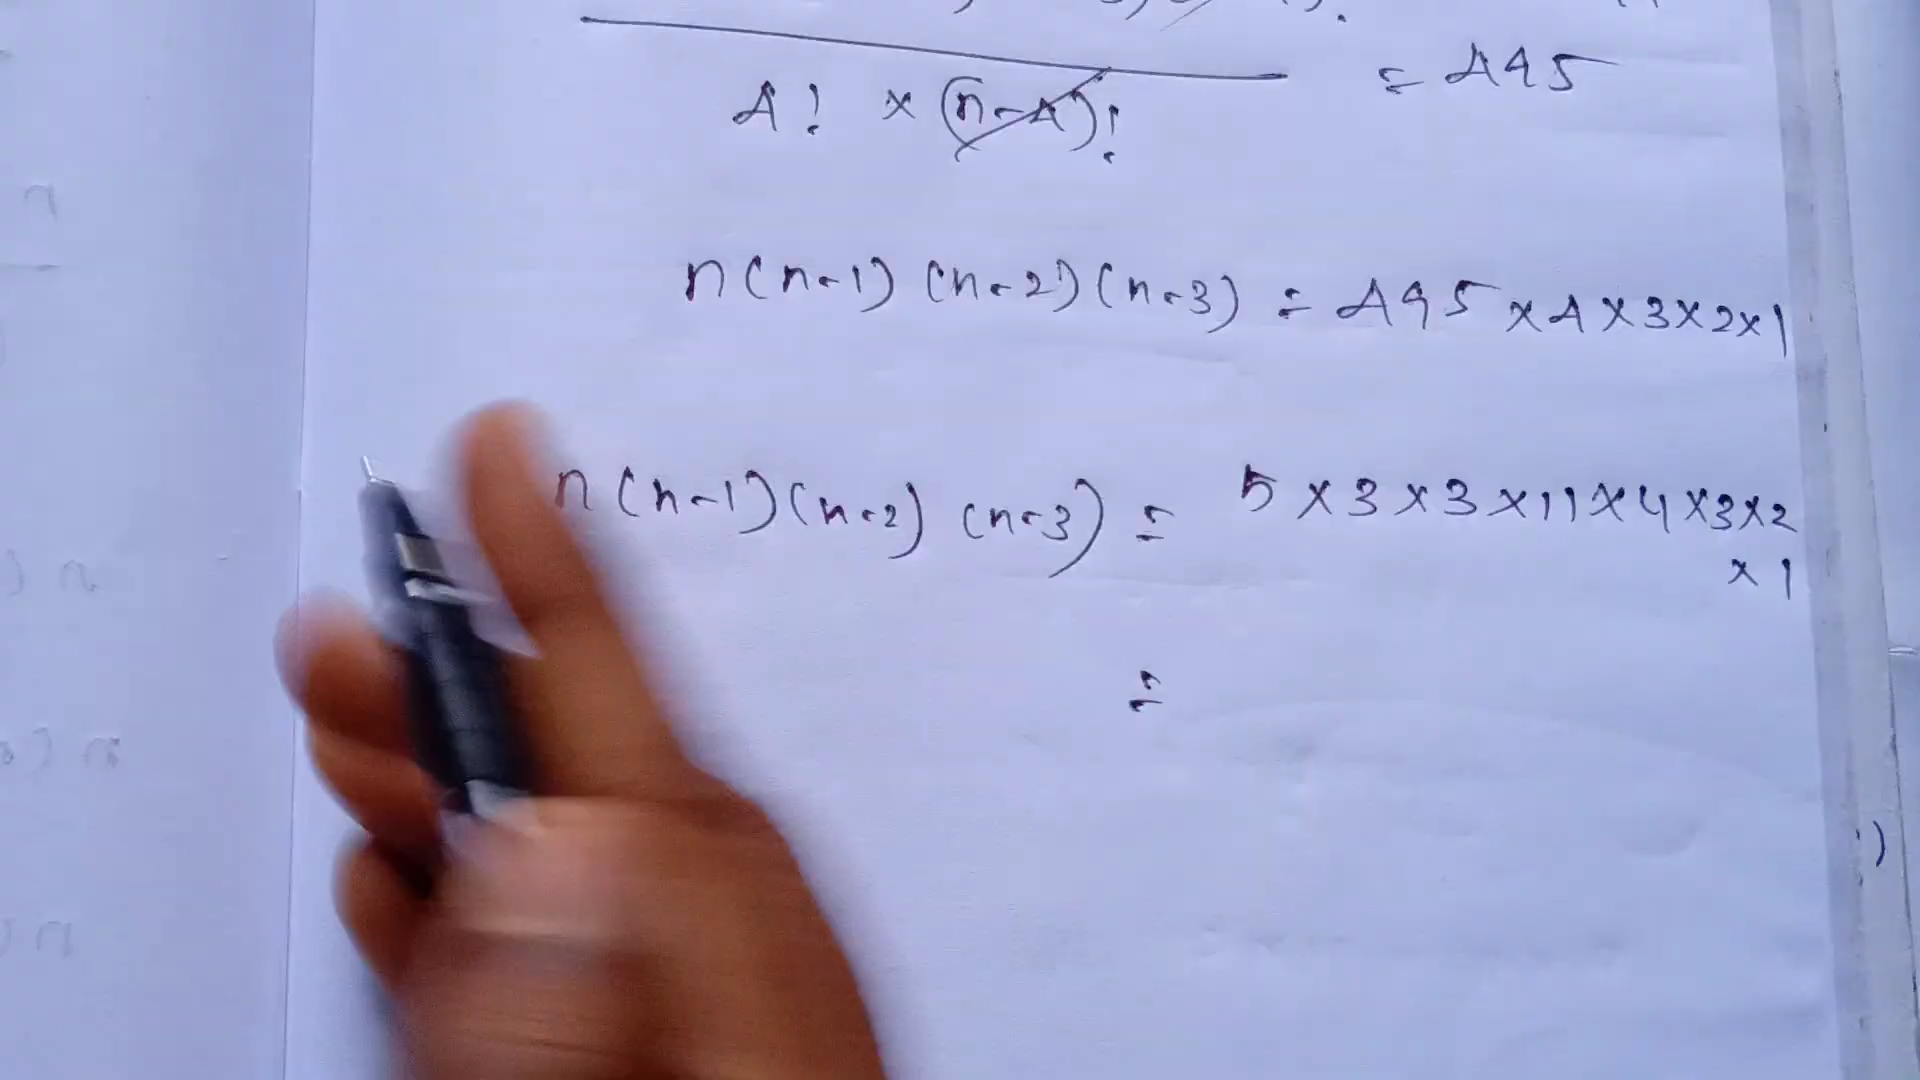 = 495
4! × (n-4)!
n(n-1)(n-2)(n-3) = 495 × 4 × 3 × 2 × 1
n(n-1)(n-2)(n-3) = 5 × 3 × 3 × 11 × 4 × 3 × 2
× 1
=